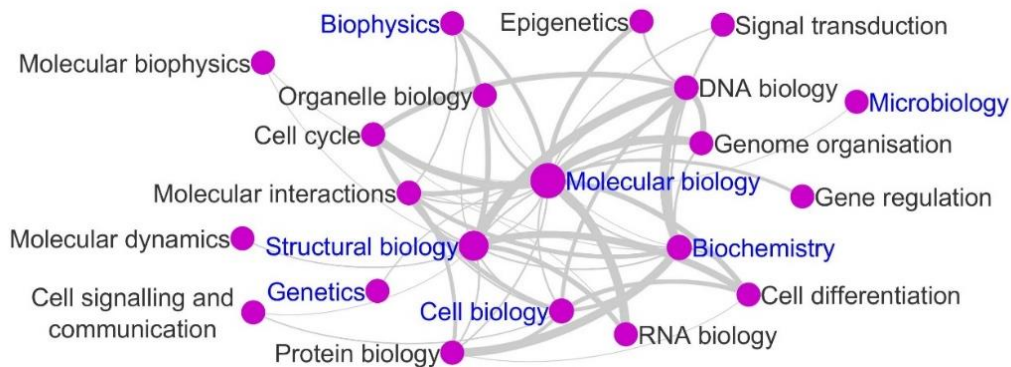 Biophysics
Epigenetics
Signal transduction
Molecular biophysics
Organelle biology
DNA biology
Microbiology
Cell cycle
Genome organisation
Molecular interactions
Molecular biology
Gene regulation
Molecular dynamics
Structural biology
Biochemistry
Cell signalling and
communication
Genetics
Cell biology
Cell differentiation
Protein biology
RNA biology